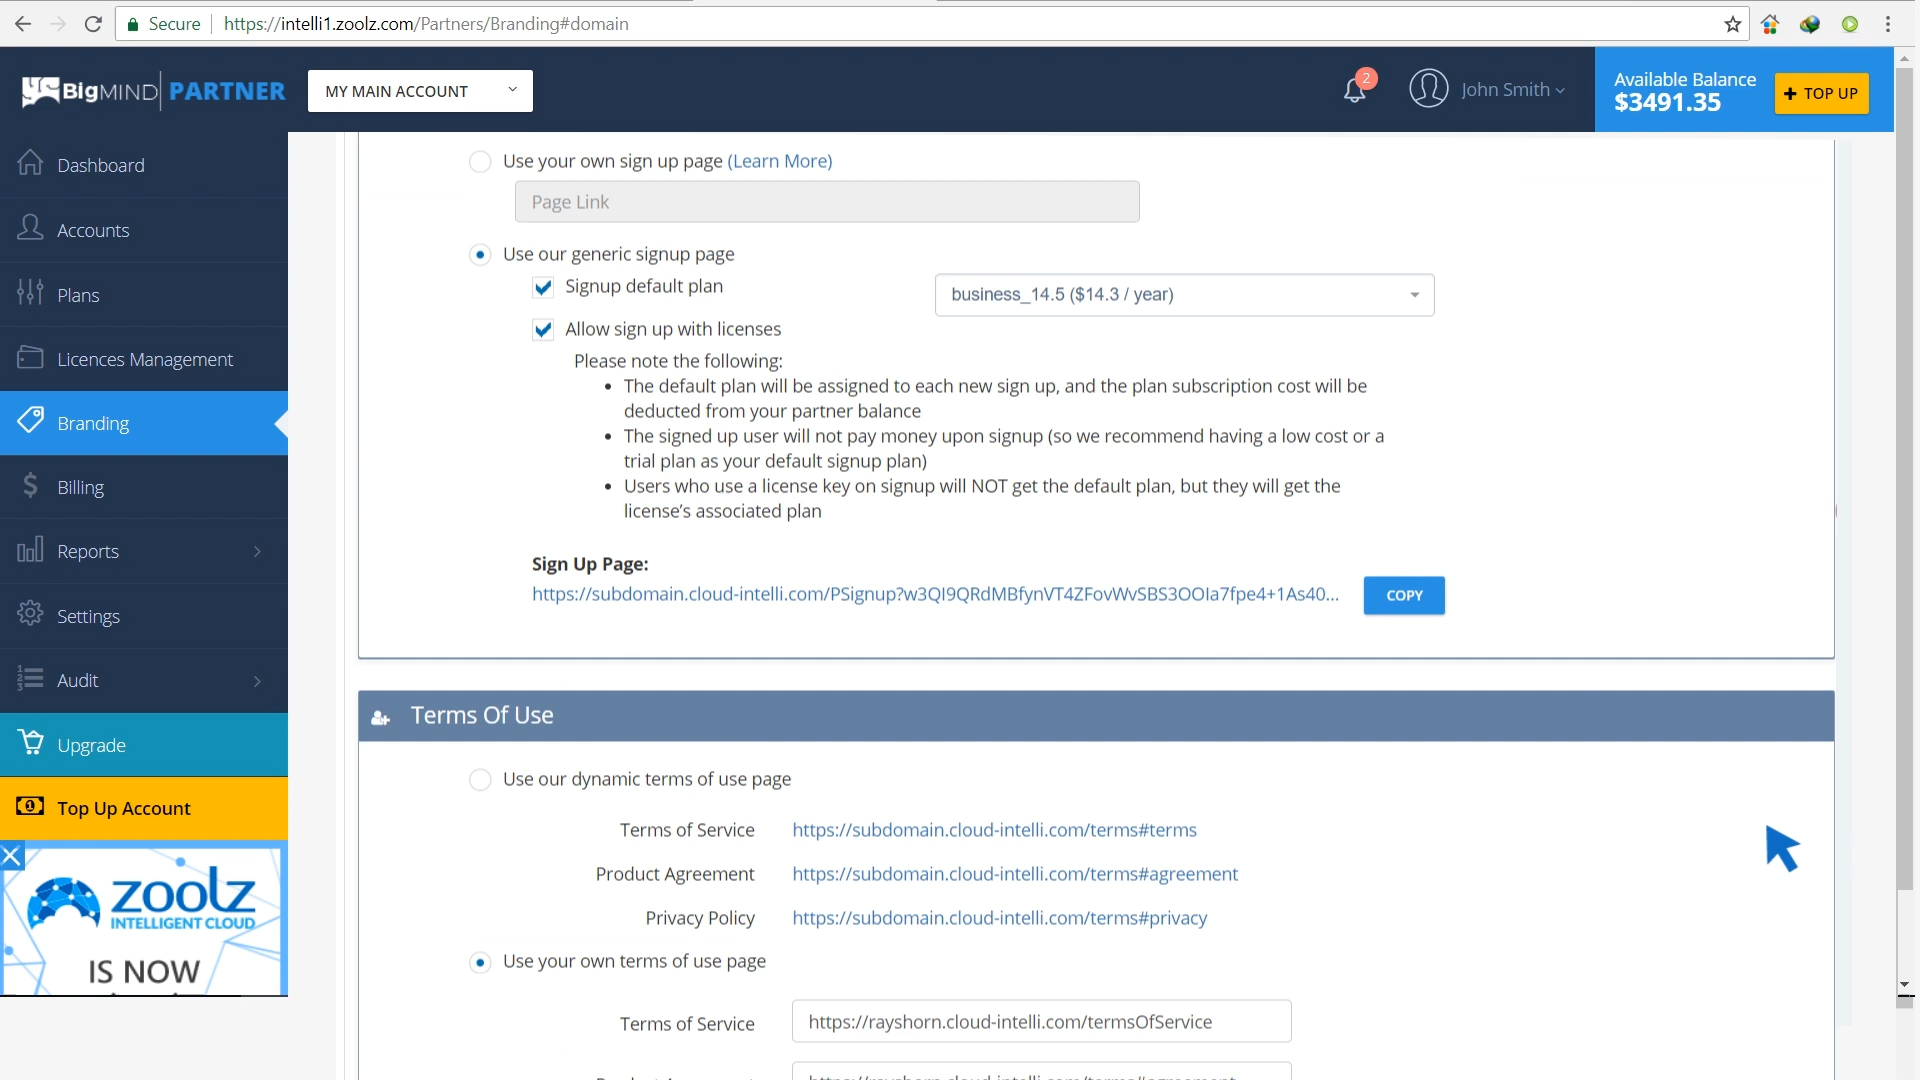 Secure https://intelli1.zoolz.com/Partners/Branding#domain
BigMIND PARTNER
MY MAIN ACCOUNT
2
John Smith
Available Balance
$3491.35
+ TOP UP
Dashboard
Accounts
Plans
Licences Management
Branding
Billing
Reports
Settings
Audit
Upgrade
Top Up Account
zoolz
INTELLIGENT CLOUD
IS NOW
Use your own sign up page (Learn More)
Page Link
Use our generic signup page
Signup default plan
business_14.5 ($14.3 / year)
Allow sign up with licenses
Please note the following:
• The default plan will be assigned to each new sign up, and the plan subscription cost will be
deducted from your partner balance
• The signed up user will not pay money upon signup (so we recommend having a low cost or a
trial plan as your default signup plan)
• Users who use a license key on signup will NOT get the default plan, but they will get the
license's associated plan
Sign Up Page:
https://subdomain.cloud-intelli.com/PSignup?w3QI9QRdMBfynVT4ZFovWvSBS3OOIa7fpe4+1As40...
COPY
Terms Of Use
Use our dynamic terms of use page
Terms of Service https://subdomain.cloud-intelli.com/terms#terms
Product Agreement https://subdomain.cloud-intelli.com/terms#agreement
Privacy Policy https://subdomain.cloud-intelli.com/terms#privacy
Use your own terms of use page
Terms of Service https://rayshorn.cloud-intelli.com/termsOfService